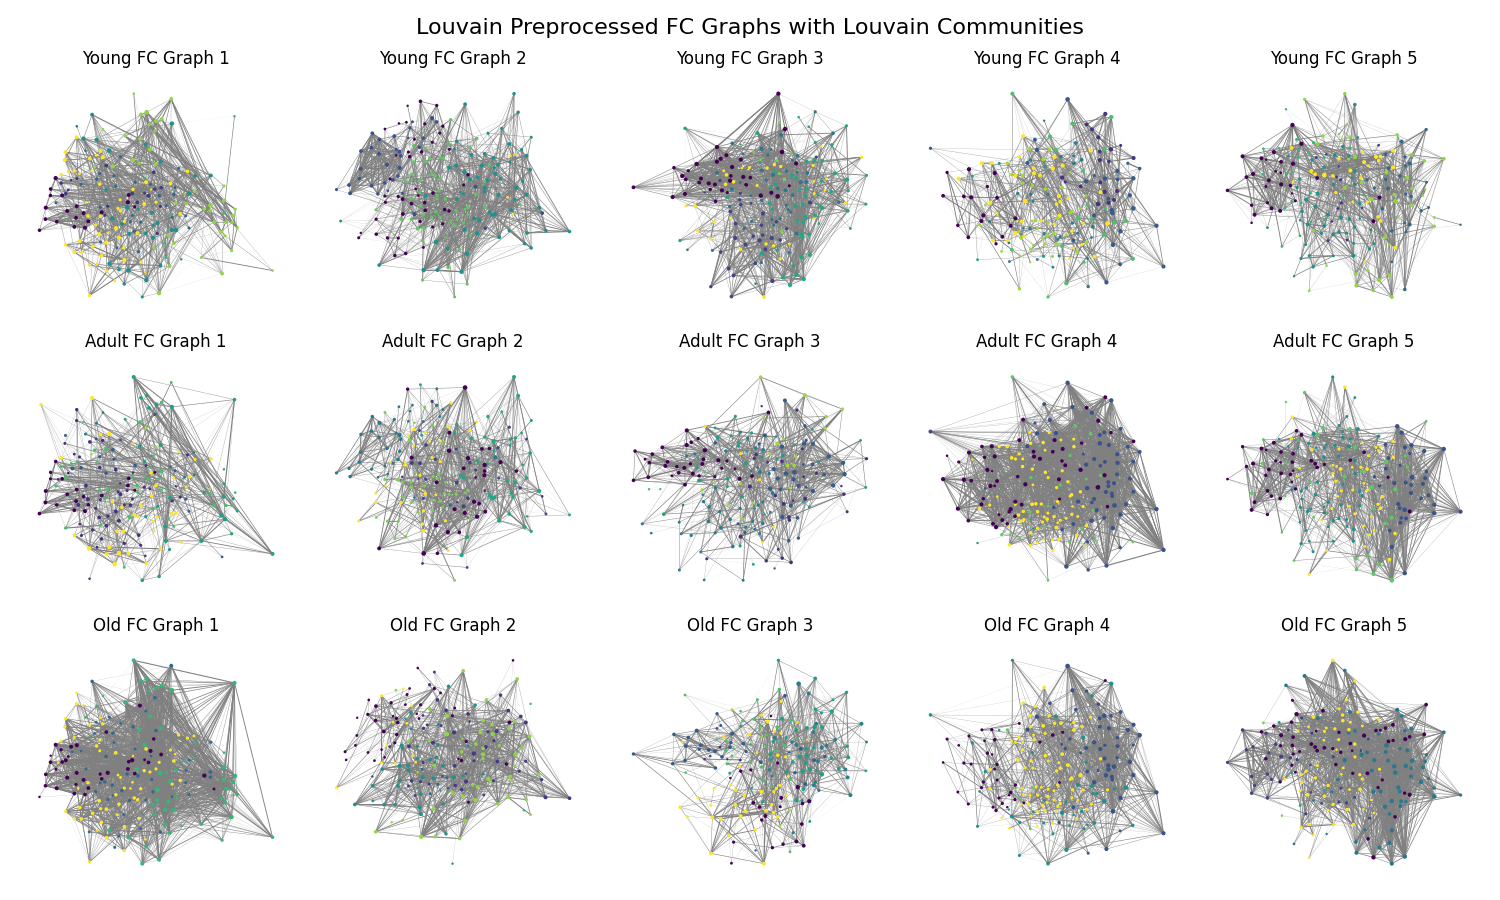 Louvain Preprocessed FC Graphs with Louvain Communities
Young FC Graph 1
Young FC Graph 2
Young FC Graph 3
Young FC Graph 4
Young FC Graph 5
Adult FC Graph 1
Adult FC Graph 2
Adult FC Graph 3
Adult FC Graph 4
Adult FC Graph 5
Old FC Graph 1
Old FC Graph 2
Old FC Graph 3
Old FC Graph 4
Old FC Graph 5